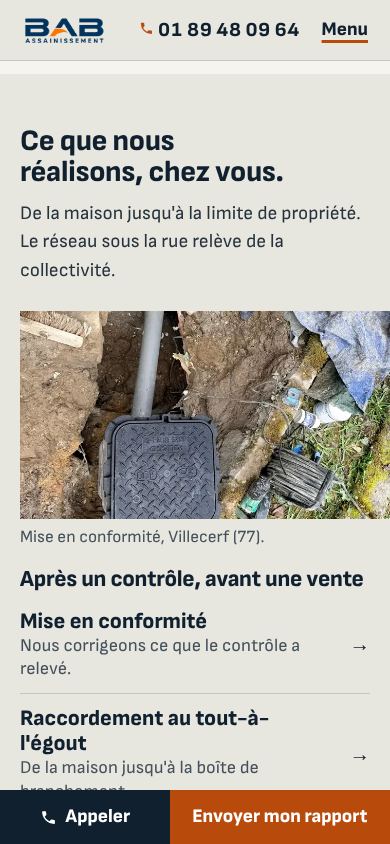 BAB
ASSAINISSEMENT
01 89 48 09 64
Menu
Ce que nous
réalisons, chez vous.
De la maison jusqu'à la limite de propriété.
Le réseau sous la rue relève de la
collectivité.
Mise en conformité, Villecerf (77).
Après un contrôle, avant une vente
Mise en conformité
Nous corrigeons ce que le contrôle a
relevé.
→
Raccordement au tout-à-
l'égout
De la maison jusqu'à la boîte de
branchement.
→
Appeler
Envoyer mon rapport